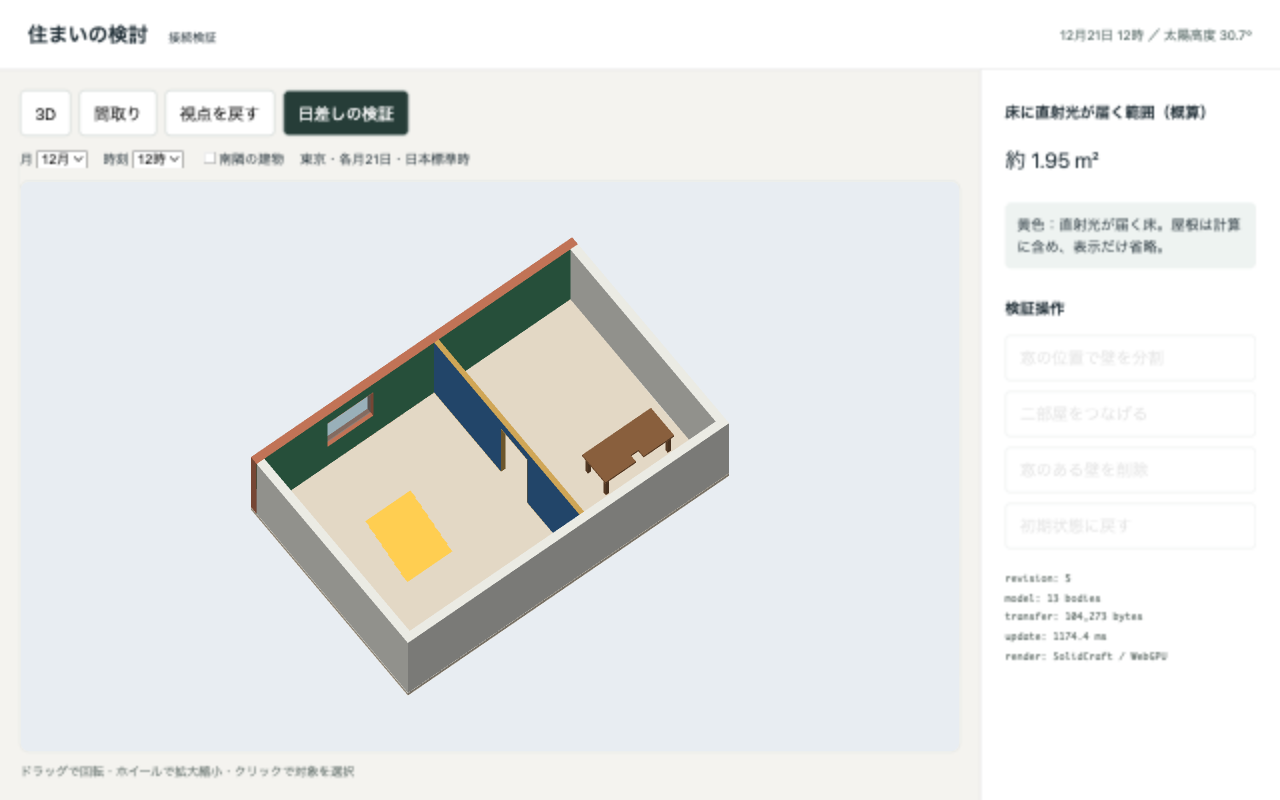 住まいの検討 接続検証
12月21日 12時 ／ 太陽高度 30.7°
3D 間取り 視点を戻す 日差しの検証
月 12月 時刻 12時 南隣の建物 東京・各月21日・日本標準時
ドラッグで回転・ホイールで拡大縮小・クリックで対象を選択
床に直射光が届く範囲（概算）
約 1.95 m²
黄色：直射光が届く床。屋根は計算
に含め、表示だけ省略。
検証操作
窓の位置で壁を分割
二部屋をつなげる
窓のある壁を削除
初期状態に戻す
revision: 5
model: 13 bodies
transfer: 104,273 bytes
update: 1174.4 ms
render: SolidCraft / WebGPU